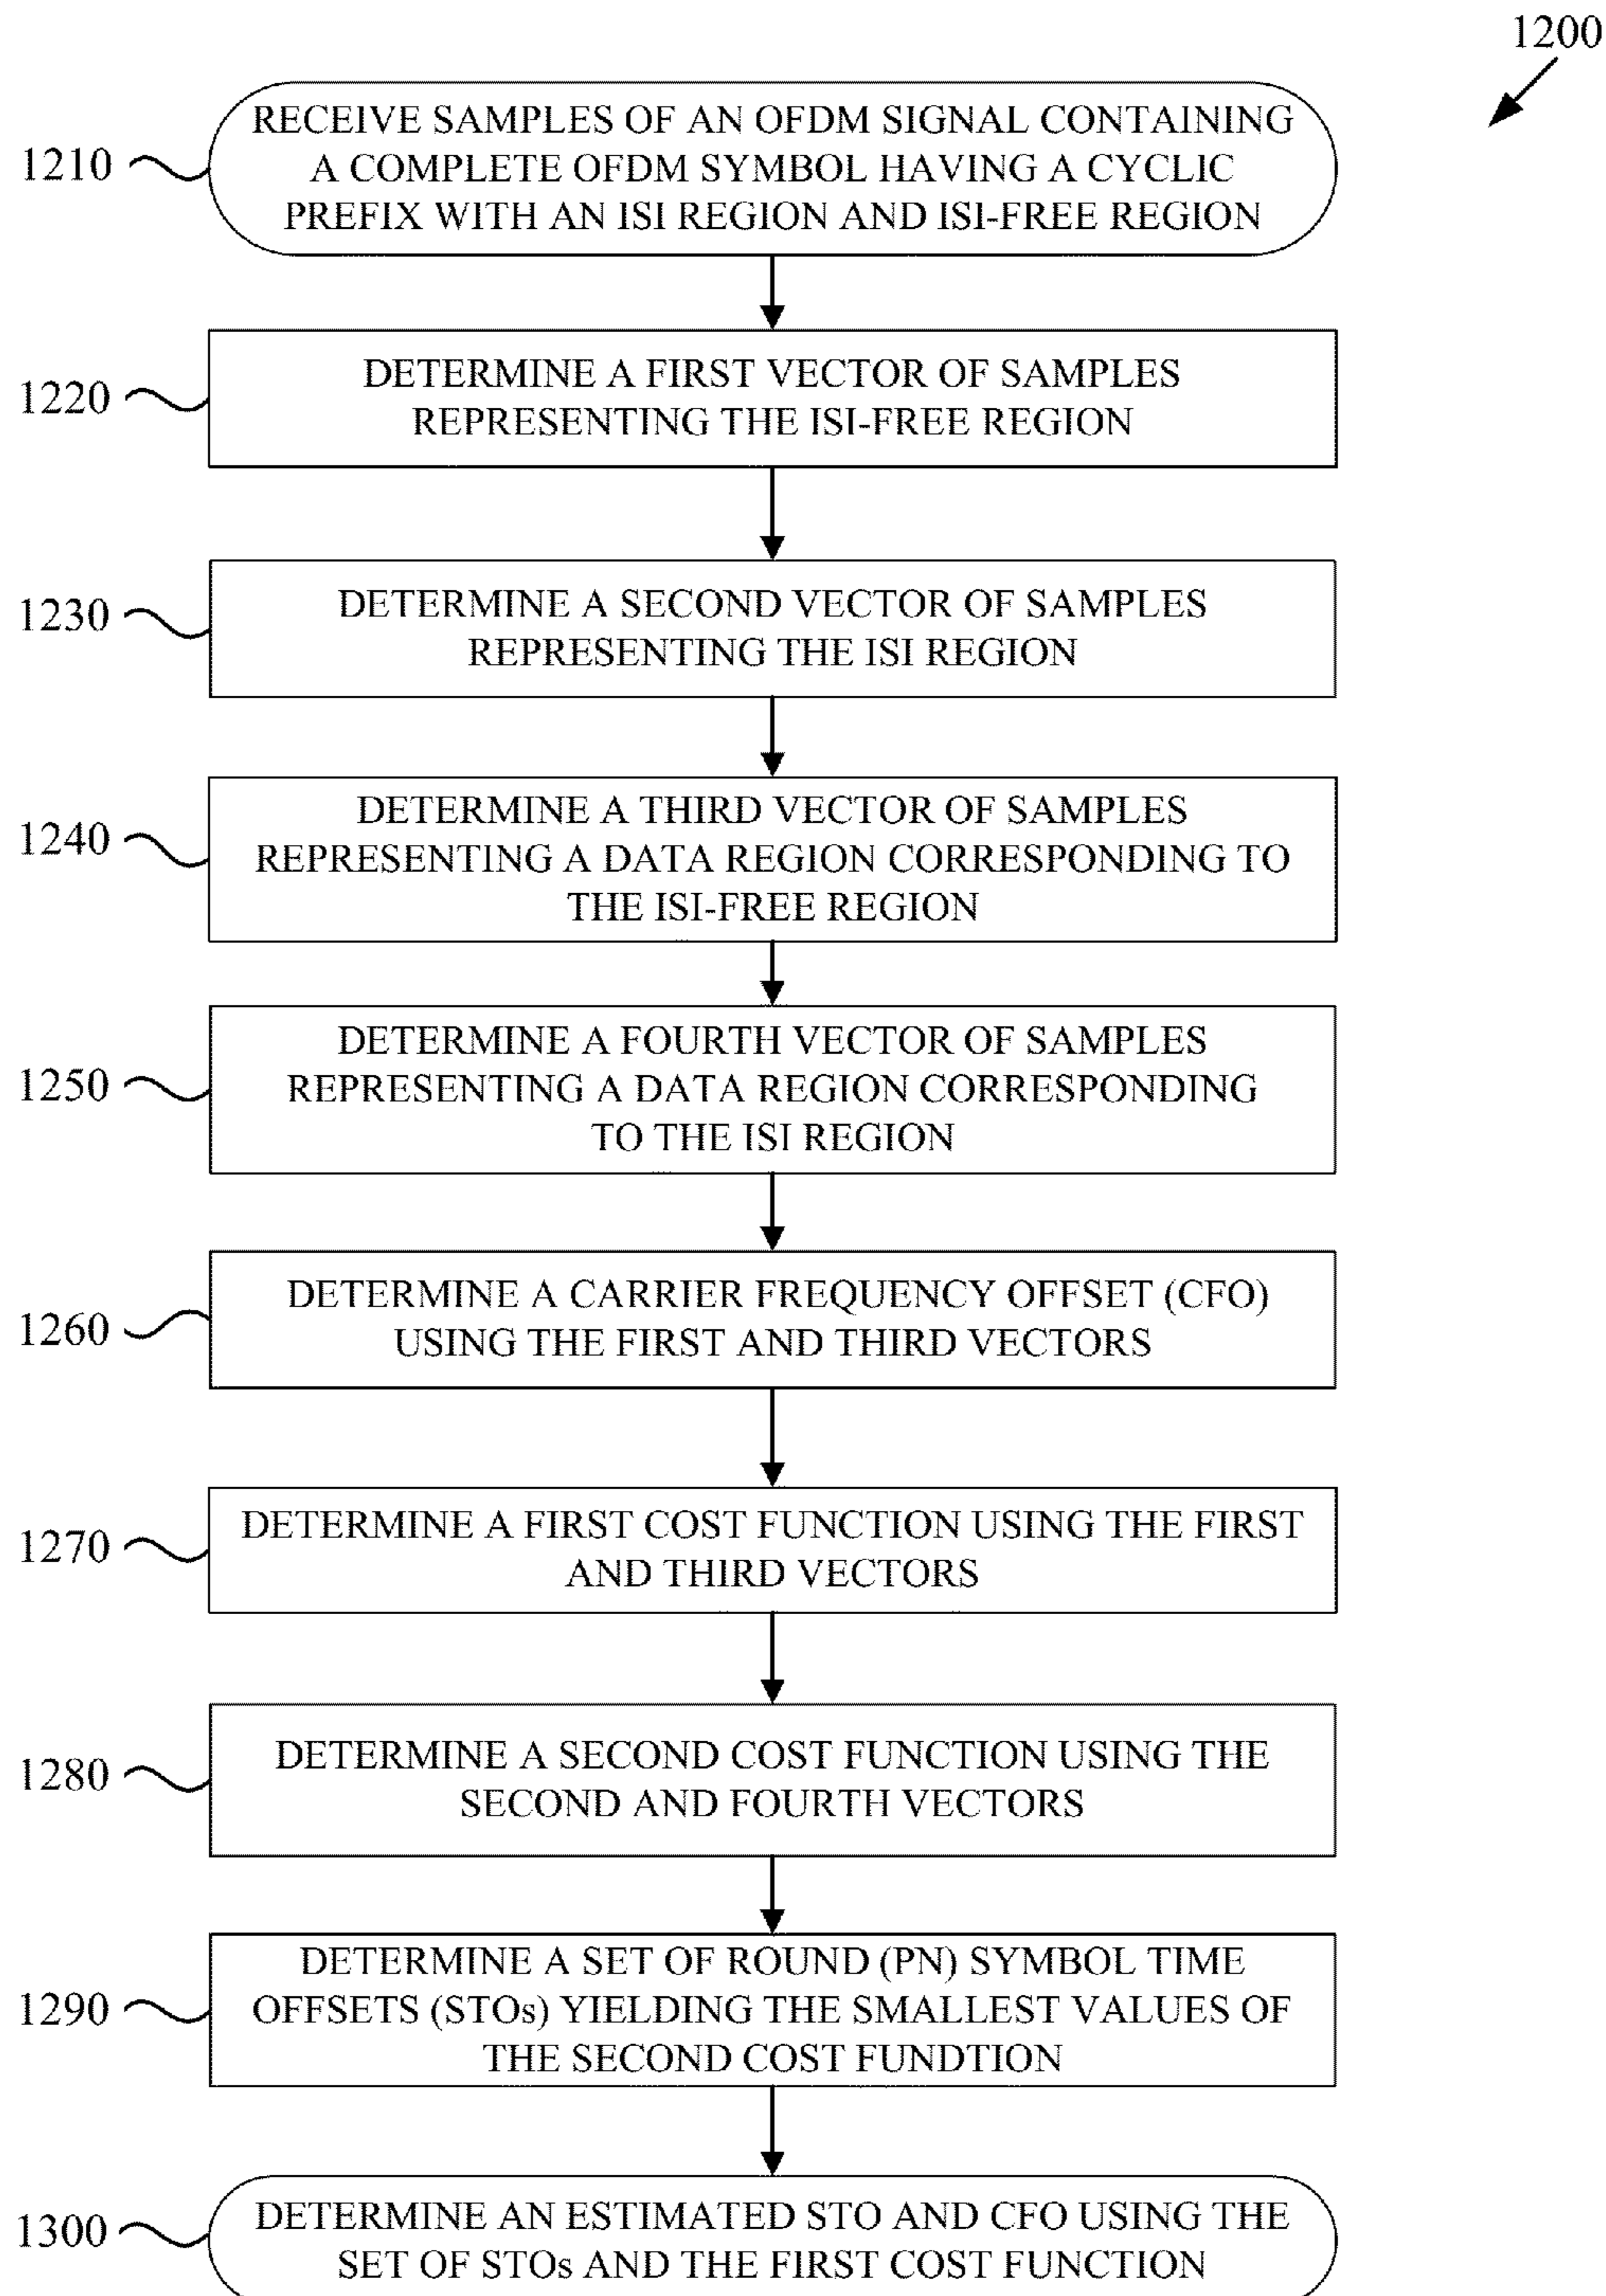 1200
1210
RECEIVE SAMPLES OF AN OFDM SIGNAL CONTAINING
A COMPLETE OFDM SYMBOL HAVING A CYCLIC
PREFIX WITH AN ISI REGION AND ISI-FREE REGION
1220
DETERMINE A FIRST VECTOR OF SAMPLES
REPRESENTING THE ISI-FREE REGION
1230
DETERMINE A SECOND VECTOR OF SAMPLES
REPRESENTING THE ISI REGION
1240
DETERMINE A THIRD VECTOR OF SAMPLES
REPRESENTING A DATA REGION CORRESPONDING TO
THE ISI-FREE REGION
1250
DETERMINE A FOURTH VECTOR OF SAMPLES
REPRESENTING A DATA REGION CORRESPONDING
TO THE ISI REGION
1260
DETERMINE A CARRIER FREQUENCY OFFSET (CFO)
USING THE FIRST AND THIRD VECTORS
1270
DETERMINE A FIRST COST FUNCTION USING THE FIRST
AND THIRD VECTORS
1280
DETERMINE A SECOND COST FUNCTION USING THE
SECOND AND FOURTH VECTORS
1290
DETERMINE A SET OF ROUND (PN) SYMBOL TIME
OFFSETS (STOs) YIELDING THE SMALLEST VALUES OF
THE SECOND COST FUNDTION
1300
DETERMINE AN ESTIMATED STO AND CFO USING THE
SET OF STOs AND THE FIRST COST FUNCTION